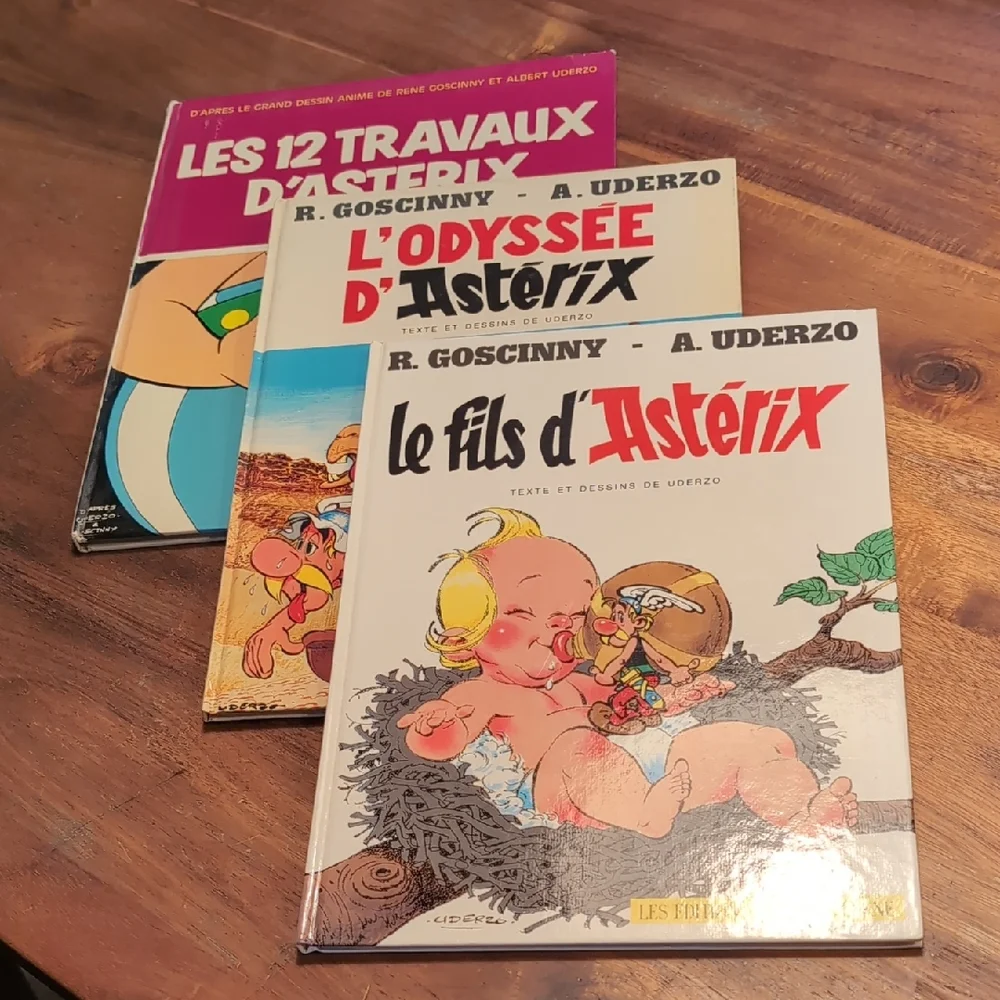 D'APRES LE GRAND DESSIN ANIME DE RENE GOSCINNY ET ALBERT UDERZO
LES 12 TRAVAUX
D'ASTERIX
R. GOSCINNY - A. UDERZO
L'ODYSSÉE
D'Astérix
TEXTE ET DESSINS DE UDERZO
R. GOSCINNY - A. UDERZO
le fils d'Astérix
TEXTE ET DESSINS DE UDERZO
UDERZO
·UDERZO·
LES